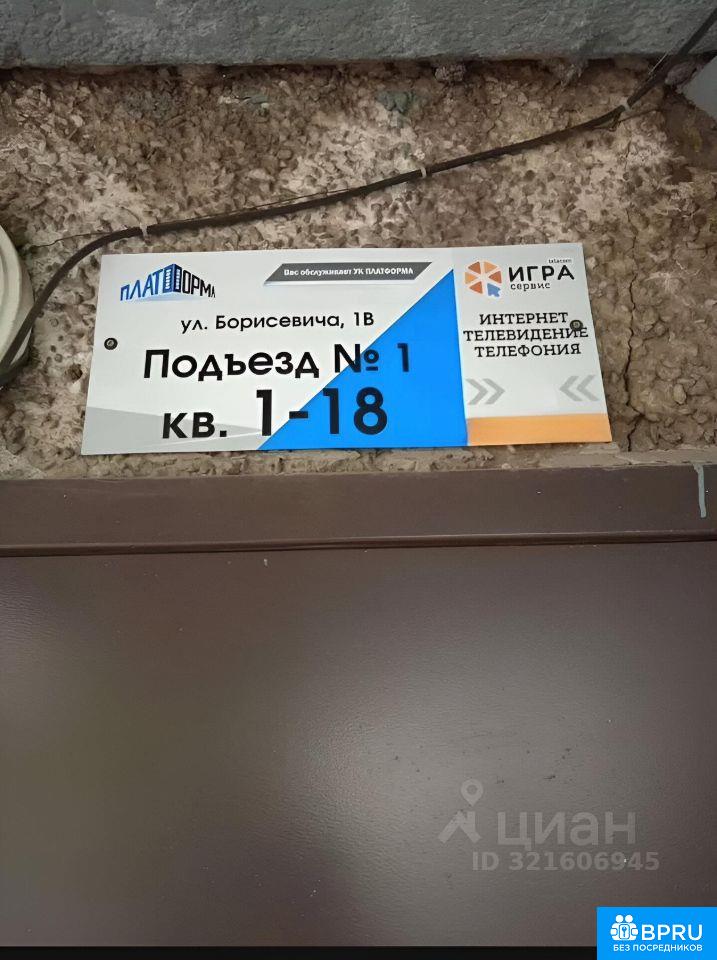 ПЛАТФОРМА
Вас обслуживает УК ПЛАТФОРМА
ул. Борисевича, 1В
Подъезд № 1
кв. 1-18
telecom
ИГРА
сервис
ИНТЕРНЕТ
ТЕЛЕВИДЕНИЕ
ТЕЛЕФОНИЯ
циан
ID 321606945
BPRU
БЕЗ ПОСРЕДНИКОВ